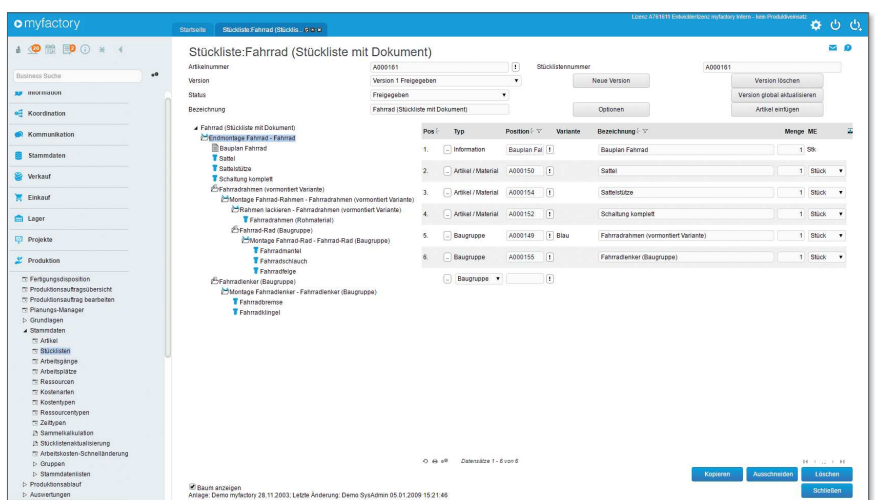 myfactory
Lizenz A761611 Entwicklerlizenz myfactory Intern - kein Produktiveinsatz
Startseite
Stückliste:Fahrrad (Stücklis...
Business Suche
Information
Koordination
Kommunikation
Stammdaten
Verkauf
Einkauf
Lager
Projekte
Produktion
Fertigungsdisposition
Produktionsauftragsübersicht
Produktionsauftrag bearbeiten
Planungs-Manager
Grundlagen
Stammdaten
Artikel
Stücklisten
Arbeitsgänge
Arbeitsplätze
Ressourcen
Kostenarten
Kostentypen
Ressourcentypen
Zeittypen
Sammelkalkulation
Stücklistenaktualisierung
Arbeitskosten-Schnelländerung
Gruppen
Stammdatenlisten
Produktionsablauf
Auswertungen
Stückliste:Fahrrad (Stückliste mit Dokument)
Artikelnummer A000161 Stücklistennummer A000161
Version Version 1 Freigegeben Neue Version Version löschen
Status Freigegeben Version global aktualisieren
Bezeichnung Fahrrad (Stückliste mit Dokument) Optionen Artikel einfügen
Fahrrad (Stückliste mit Dokument)
Endmontage Fahrrad - Fahrrad
Bauplan Fahrrad
Sattel
Sattelstütze
Schaltung komplett
Fahrradrahmen (vormontiert Variante)
Montage Fahrrad-Rahmen - Fahrradrahmen (vormontiert Variante)
Rahmen lackieren - Fahrradrahmen (vormontiert Variante)
Fahrradrahmen (Rohmaterial)
Fahrrad-Rad (Baugruppe)
Montage Fahrrad-Rad - Fahrrad-Rad (Baugruppe)
Fahrradmantel
Fahrradschlauch
Fahrradfelge
Fahrradlenker (Baugruppe)
Montage Fahrradlenker - Fahrradlenker (Baugruppe)
Fahrradbremse
Fahrradklingel
Pos Typ Position Variante Bezeichnung Menge ME
1. Information Bauplan Fal Bauplan Fahrrad 1 Stk
2. Artikel / Material A000150 Sattel 1 Stück
3. Artikel / Material A000154 Sattelstütze 1 Stück
4. Artikel / Material A000152 Schaltung komplett 1 Stück
5. Baugruppe A000149 Blau Fahrradrahmen (vormontiert Variante) 1 Stück
6. Baugruppe A000155 Fahrradlenker (Baugruppe) 1 Stück
Baugruppe
Datensätze 1 - 6 von 6
Kopieren Ausschneiden Löschen
Baum anzeigen
Anlage: Demo myfactory 28.11.2003; Letzte Änderung: Demo SysAdmin 05.01.2009 15:21:46
Schließen